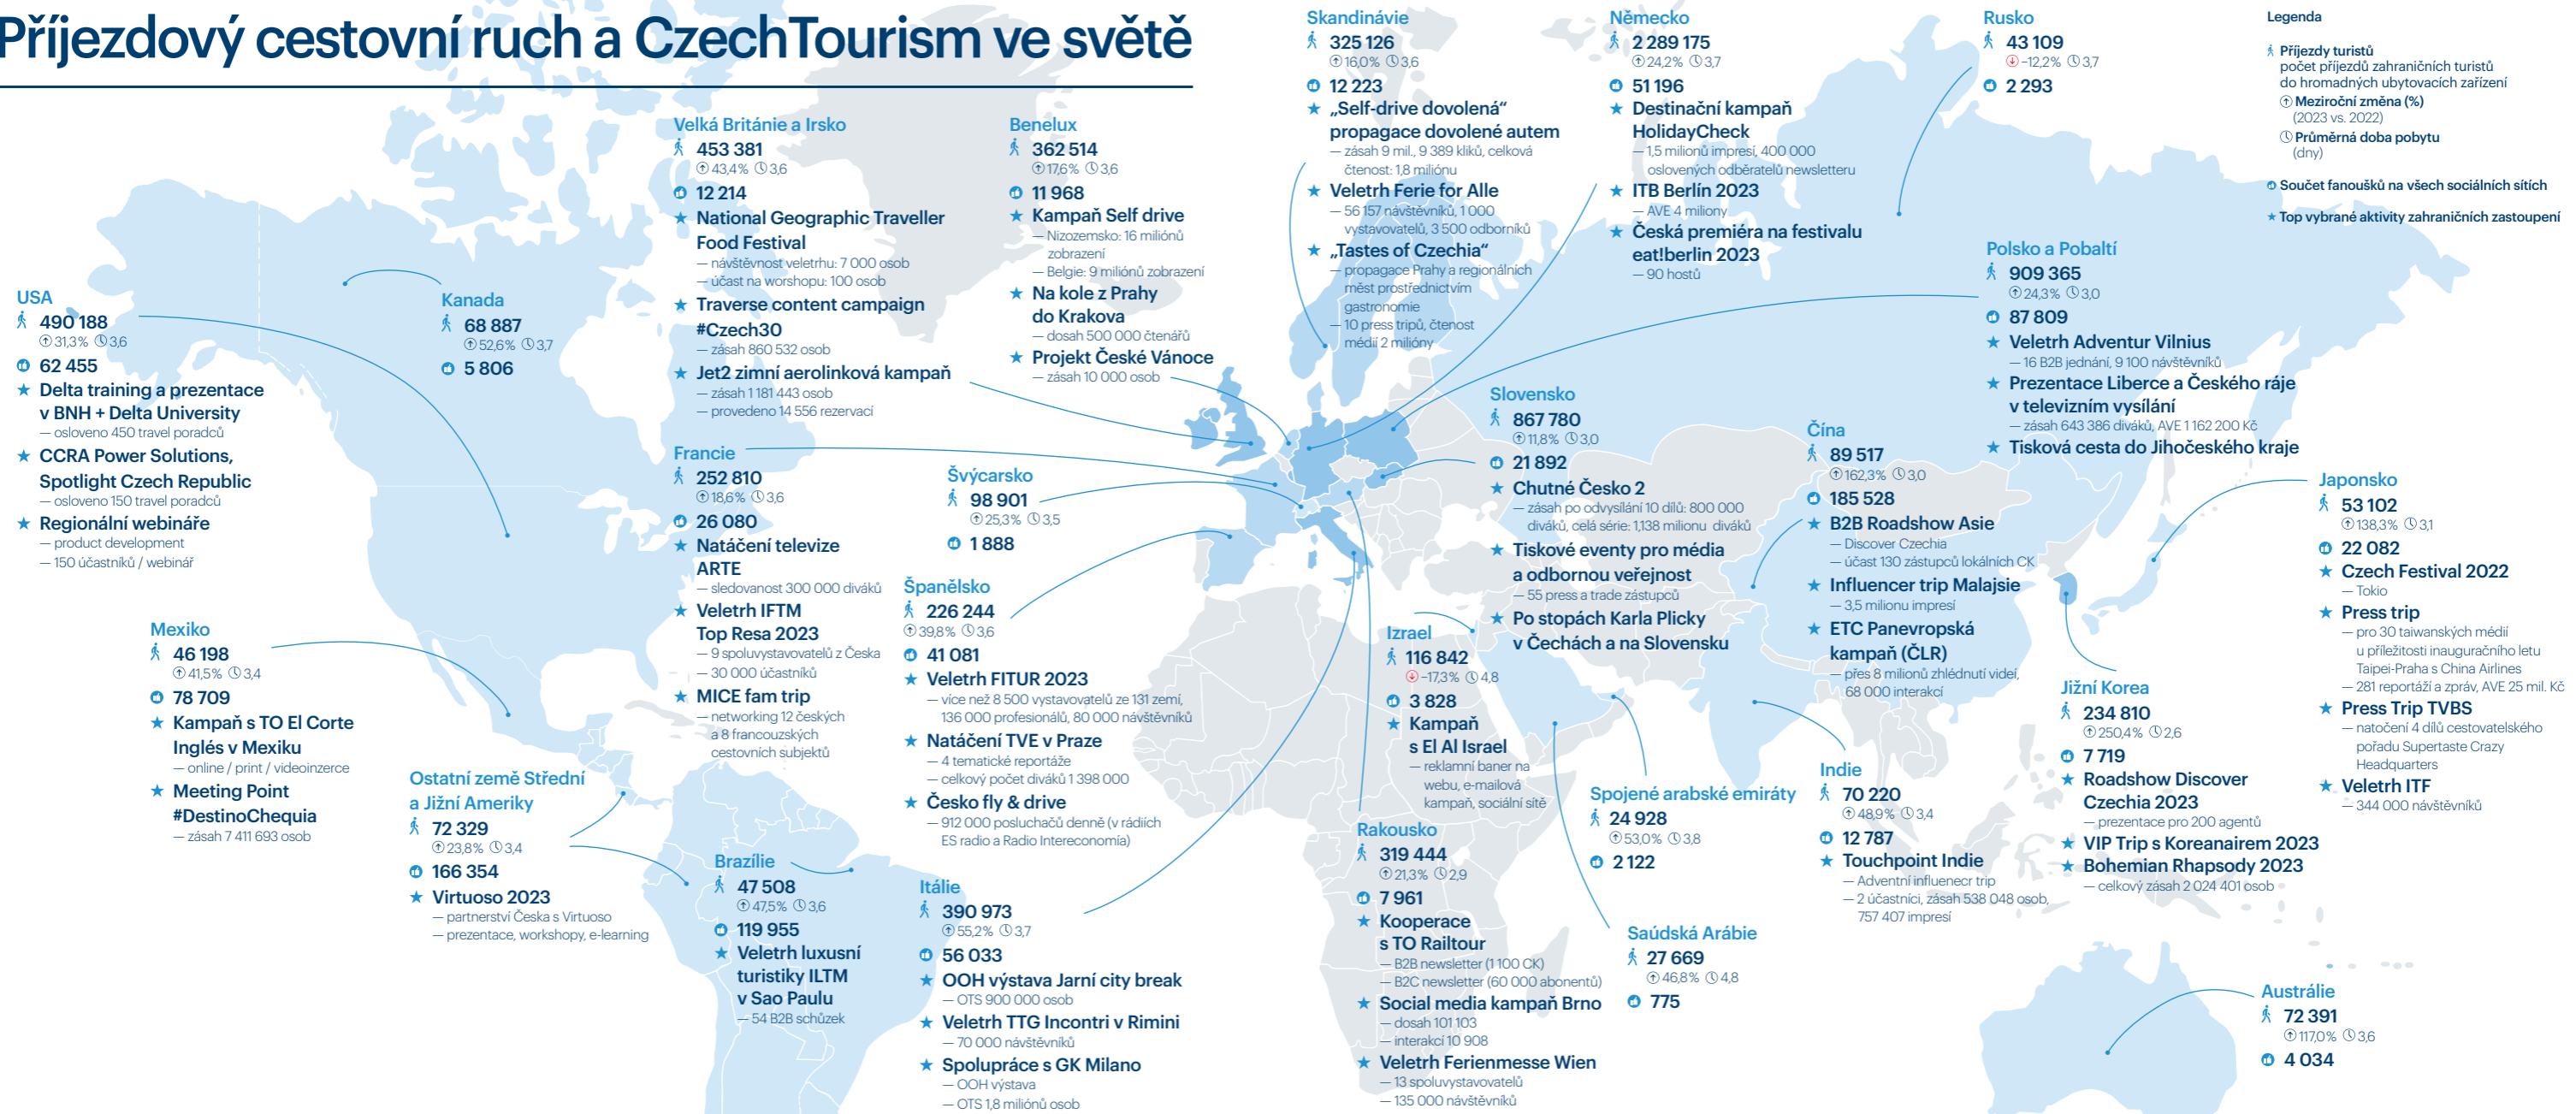 Příjezdový cestovní ruch a CzechTourism ve světě
Legenda
Příjezdy turistů
počet příjezdů zahraničních turistů
do hromadných ubytovacích zařízení
Meziroční změna (%)
(2023 vs. 2022)
Průměrná doba pobytu
(dny)
Součet fanoušků na všech sociálních sítích
Top vybrané aktivity zahraničních zastoupení
USA
490 188
31,3% 3,6
62 455
Delta training a prezentace
v BNH + Delta University
— osloveno 450 travel poradců
CCRA Power Solutions,
Spotlight Czech Republic
— osloveno 150 travel poradců
Regionální webináře
— product development
— 150 účastníků / webinář
Kanada
68 887
52,6% 3,7
5 806
Mexiko
46 198
41,5% 3,4
78 709
Kampaň s TO El Corte
Inglés v Mexiku
— online / print / videoinzerce
Meeting Point
#DestinoChequia
— zásah 7 411 693 osob
Ostatní země Střední
a Jižní Ameriky
72 329
23,8% 3,4
166 354
Virtuoso 2023
— partnerství Česka s Virtuoso
— prezentace, workshopy, e-learning
Velká Británie a Irsko
453 381
43,4% 3,6
12 214
National Geographic Traveller
Food Festival
— návštěvnost veletrhu: 7 000 osob
— účast na worshopu: 100 osob
Traverse content campaign
#Czech30
— zásah 860 532 osob
Jet2 zimní aerolinková kampaň
— zásah 1 181 443 osob
— provedeno 14 556 rezervací
Francie
252 810
18,6% 3,6
26 080
Natáčení televize
ARTE
— sledovanost 300 000 diváků
Veletrh IFTM
Top Resa 2023
— 9 spoluvystavovatelů z Česka
— 30 000 účastníků
MICE fam trip
— networking 12 českých
a 8 francouzských
cestovních subjektů
Brazílie
47 508
47,5% 3,6
119 955
Veletrh luxusní
turistiky ILTM
v Sao Paulu
— 54 B2B schůzek
Benelux
362 514
17,6% 3,6
11 968
Kampaň Self drive
— Nizozemsko: 16 miliónů
zobrazení
— Belgie: 9 miliónů zobrazení
Na kole z Prahy
do Krakova
— dosah 500 000 čtenářů
Projekt České Vánoce
— zásah 10 000 osob
Švýcarsko
98 901
25,3% 3,5
1 888
Španělsko
226 244
39,8% 3,6
41 081
Veletrh FITUR 2023
— více než 8 500 vystavovatelů ze 131 zemí,
136 000 profesionálů, 80 000 návštěvníků
Natáčení TVE v Praze
— 4 tematické reportáže
— celkový počet diváků 1 398 000
Česko fly & drive
— 912 000 posluchačů denně (v rádiích
ES radio a Radio Intereconomía)
Itálie
390 973
55,2% 3,7
56 033
OOH výstava Jarní city break
— OTS 900 000 osob
Veletrh TTG Incontri v Rimini
— 70 000 návštěvníků
Spolupráce s GK Milano
— OOH výstava
— OTS 1,8 miliónů osob
Skandinávie
325 126
16,0% 3,6
12 223
„Self-drive dovolená“
propagace dovolené autem
— zásah 9 mil., 9 389 kliků, celková
čtenost: 1,8 miliónu
Veletrh Ferie for Alle
— 56 157 návštěvníků, 1 000
vystavovatelů, 3 500 odborníků
„Tastes of Czechia“
— propagace Prahy a regionálních
měst prostřednictvím
gastronomie
— 10 press tripů, čtenost
médií 2 milióny
Německo
2 289 175
24,2% 3,7
51 196
Destinační kampaň
HolidayCheck
— 1,5 milionů impresí, 400 000
oslovených odběratelů newsletteru
ITB Berlín 2023
— AVE 4 miliony
Česká premiéra na festivalu
eat!berlin 2023
— 90 hostů
Rusko
43 109
−12,2% 3,7
2 293
Polsko a Pobaltí
909 365
24,3% 3,0
87 809
Veletrh Adventur Vilnius
— 16 B2B jednání, 9 100 návštěvníků
Prezentace Liberce a Českého ráje
v televizním vysílání
— zásah 643 386 diváků, AVE 1 162 200 Kč
Tisková cesta do Jihočeského kraje
Slovensko
867 780
11,8% 3,0
21 892
Chutné Česko 2
— zásah po odvysílání 10 dílů: 800 000
diváků, celá série: 1,138 milionu diváků
Tiskové eventy pro média
a odbornou veřejnost
— 55 press a trade zástupců
Po stopách Karla Plicky
v Čechách a na Slovensku
Izrael
116 842
−17,3% 4,8
3 828
Kampaň
s El Al Israel
— reklamní baner na
webu, e-mailová
kampaň, sociální sítě
Rakousko
319 444
21,3% 2,9
7 961
Kooperace
s TO Railtour
— B2B newsletter (1 100 CK)
— B2C newsletter (60 000 abonentů)
Social media kampaň Brno
— dosah 101 103
— interakcí 10 908
Veletrh Ferienmesse Wien
— 13 spoluvystavovatelů
— 135 000 návštěvníků
Spojené arabské emiráty
24 928
53,0% 3,8
2 122
Saúdská Arábie
27 669
46,8% 4,8
775
Čína
89 517
162,3% 3,0
185 528
B2B Roadshow Asie
— Discover Czechia
— účast 130 zástupců lokálních CK
Influencer trip Malajsie
— 3,5 milionu impresí
ETC Panevropská
kampaň (ČLR)
— přes 8 milionů zhlédnutí videí,
68 000 interakcí
Indie
70 220
48,9% 3,4
12 787
Touchpoint Indie
— Adventní influenecr trip
— 2 účastníci, zásah 538 048 osob,
757 407 impresí
Jižní Korea
234 810
250,4% 2,6
7 719
Roadshow Discover
Czechia 2023
— prezentace pro 200 agentů
VIP Trip s Koreanairem 2023
Bohemian Rhapsody 2023
— celkový zásah 2 024 401 osob
Japonsko
53 102
138,3% 3,1
22 082
Czech Festival 2022
— Tokio
Press trip
— pro 30 taiwanských médií
u příležitosti inauguračního letu
Taipei-Praha s China Airlines
— 281 reportáží a zpráv, AVE 25 mil. Kč
Press Trip TVBS
— natočení 4 dílů cestovatelského
pořadu Supertaste Crazy
Headquarters
Veletrh ITF
— 344 000 návštěvníků
Austrálie
72 391
117,0% 3,6
4 034